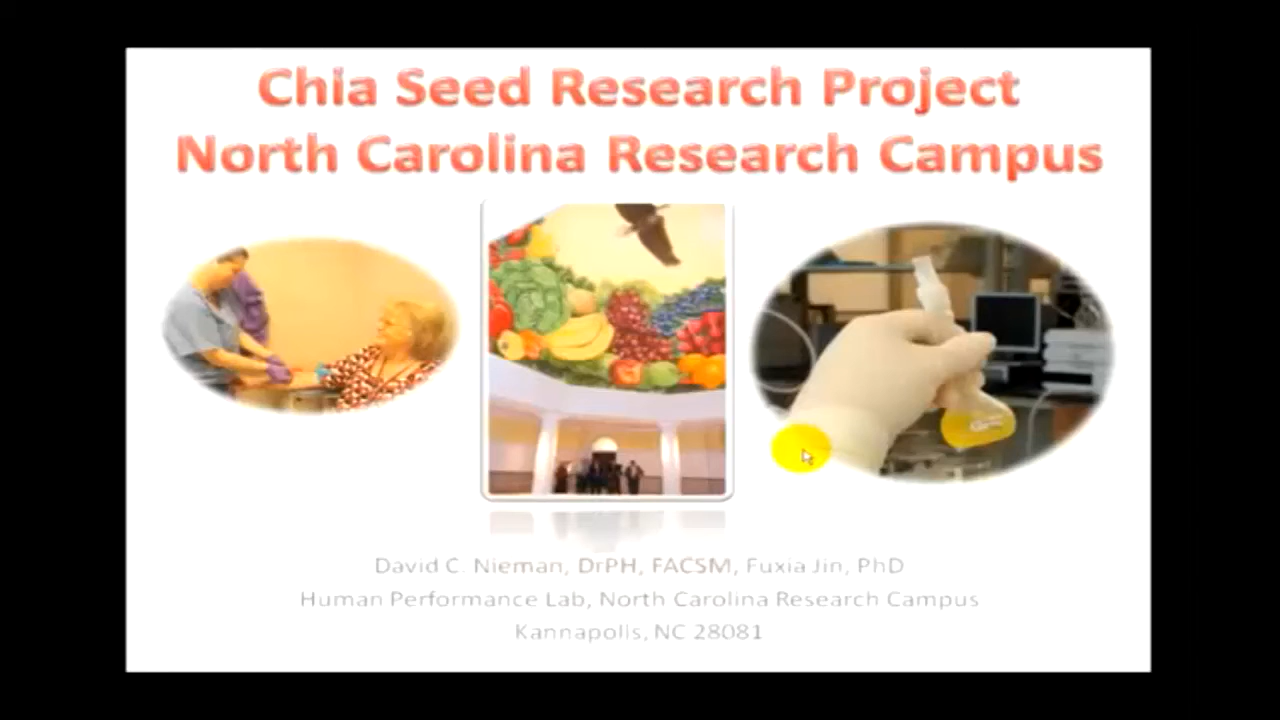 Chia Seed Research Project
North Carolina Research Campus
David C. Nieman, DrPH, FACSM, Fuxia Jin, PhD
Human Performance Lab, North Carolina Research Campus
Kannapolis, NC 28081